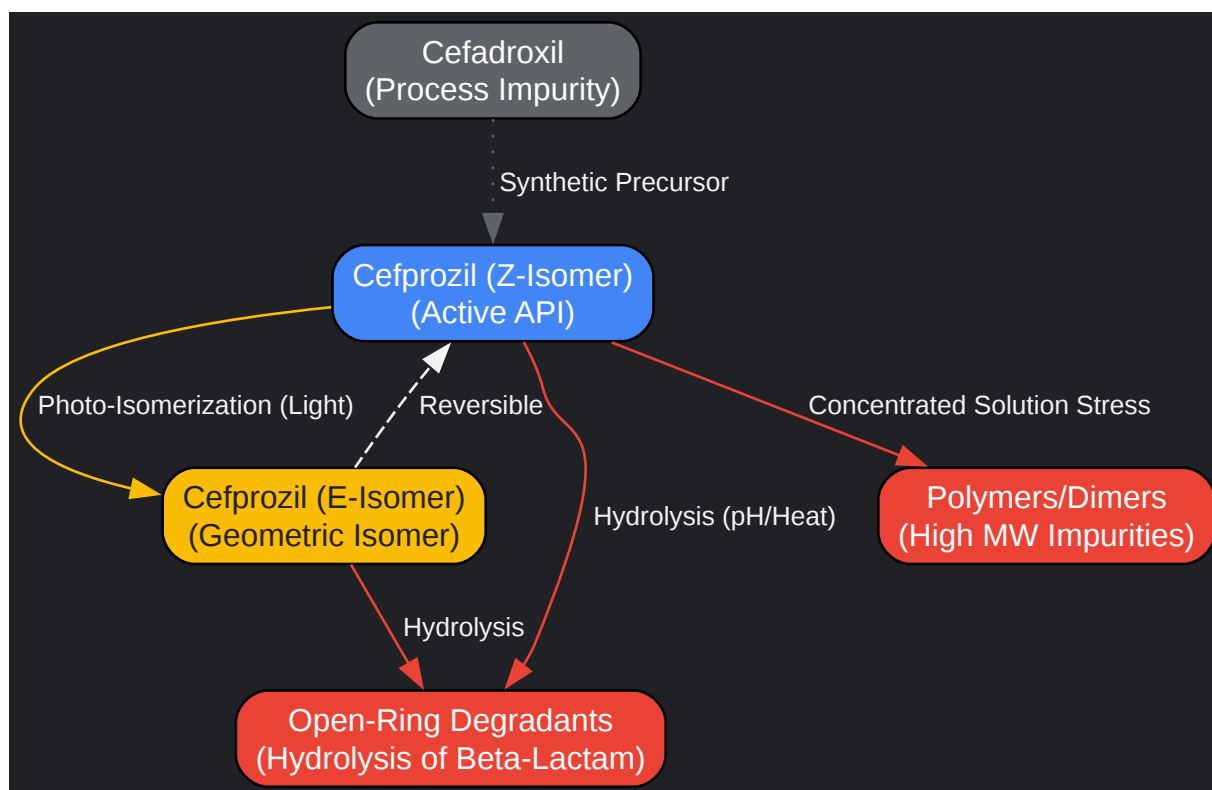 Cefadroxil
(Process Impurity)
Synthetic Precursor
Cefprozil (Z-Isomer)
(Active API)
Photo-Isomerization (Light)
Reversible
Concentrated Solution Stress
Cefprozil (E-Isomer)
(Geometric Isomer)
Hydrolysis (pH/Heat)
Polymers/Dimers
(High MW Impurities)
Hydrolysis
Open-Ring Degradants
(Hydrolysis of Beta-Lactam)